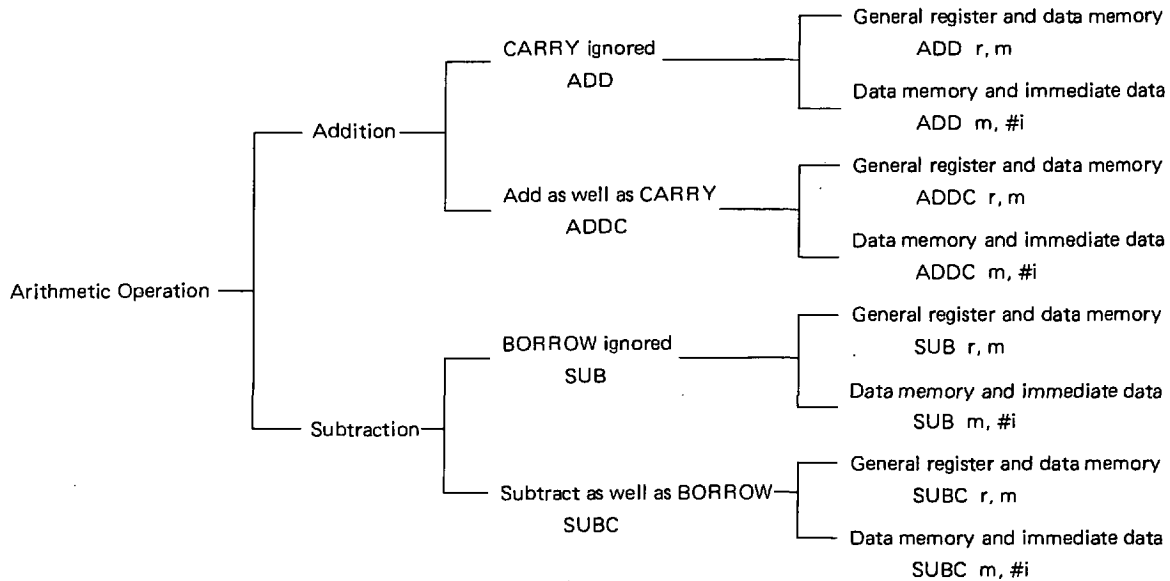 General register and data memory
CARRY ignored
ADD r, m
ADD
Data memory and immediate data
ADD m, #i
Addition
General register and data memory
Add as well as CARRY
ADDC r, m
ADDC
Data memory and immediate data
ADDC m, #i
Arithmetic Operation
General register and data memory
BORROW ignored
SUB r, m
SUB
Data memory and immediate data
SUB m, #i
Subtraction
General register and data memory
Subtract as well as BORROW
SUBC r, m
SUBC
Data memory and immediate data
SUBC m, #i